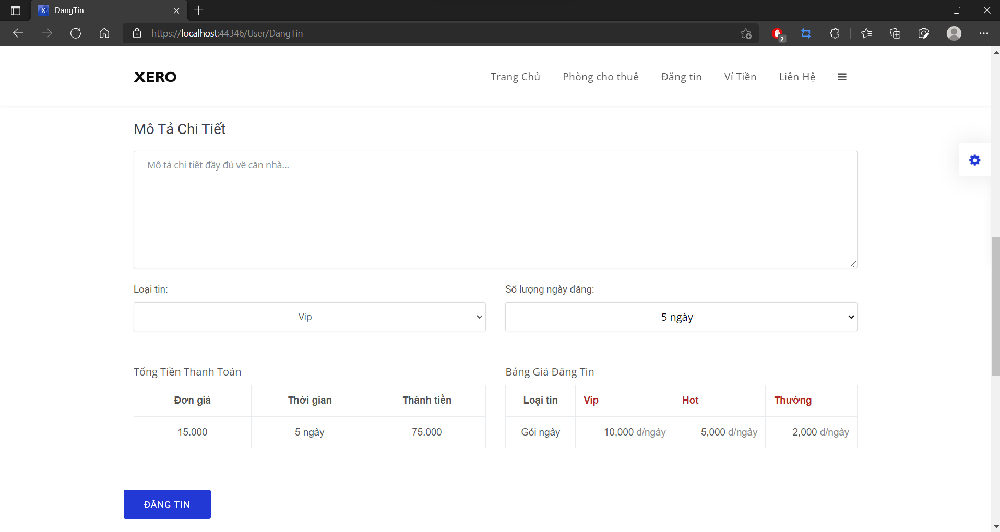 DangTin
https://localhost:44346/User/DangTin
2
XERO
Trang Chủ Phòng cho thuê Đăng tin Ví Tiền Liên Hệ
Mô Tả Chi Tiết
Mô tả chi tiêt đầy đủ về căn nhà...
Loại tin: Số lượng ngày đăng:
Vip 5 ngày
Tổng Tiền Thanh Toán Bảng Giá Đăng Tin
Đơn giá Thời gian Thành tiền Loại tin Vip Hot Thường
15.000 5 ngày 75.000 Gói ngày 10,000 đ/ngày 5,000 đ/ngày 2,000 đ/ngày
ĐĂNG TIN